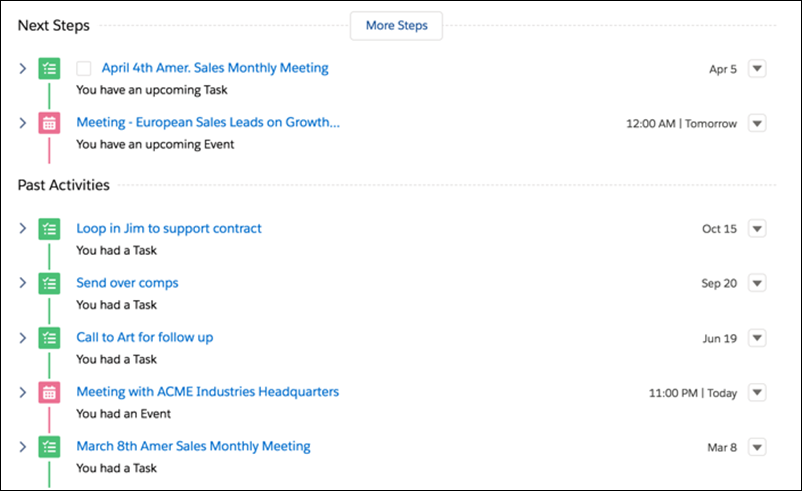 Next Steps
More Steps
April 4th Amer. Sales Monthly Meeting
Apr 5
You have an upcoming Task
Meeting - European Sales Leads on Growth...
12:00 AM | Tomorrow
You have an upcoming Event
Past Activities
Loop in Jim to support contract
Oct 15
You had a Task
Send over comps
Sep 20
You had a Task
Call to Art for follow up
Jun 19
You had a Task
Meeting with ACME Industries Headquarters
11:00 PM | Today
You had an Event
March 8th Amer Sales Monthly Meeting
Mar 8
You had a Task